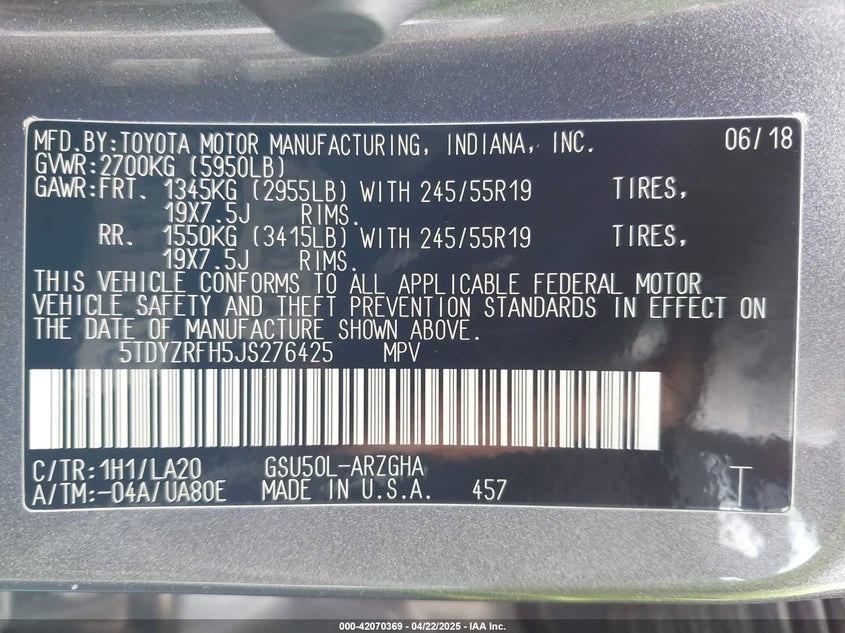 MFD.BY:TOYOTA MOTOR MANUFACTURING, INDIANA, INC. 06/18
GVWR:2700KG (5950LB)
GAWR:FRT. 1345KG (2955LB) WITH 245/55R19 TIRES,
19X7.5J RIMS.
RR. 1550KG (3415LB) WITH 245/55R19 TIRES,
19X7.5J RIMS.
THIS VEHICLE CONFORMS TO ALL APPLICABLE FEDERAL MOTOR
VEHICLE SAFETY AND THEFT PREVENTION STANDARDS IN EFFECT ON
THE DATE OF MANUFACTURE SHOWN ABOVE.
5TDYZRFH5JS276425 MPV
C/TR:1H1/LA20 GSU50L-ARZGHA
A/TM:-04A/UA80E MADE IN U.S.A. 457 T
000-42070369 - 04/22/2025 - IAA Inc.